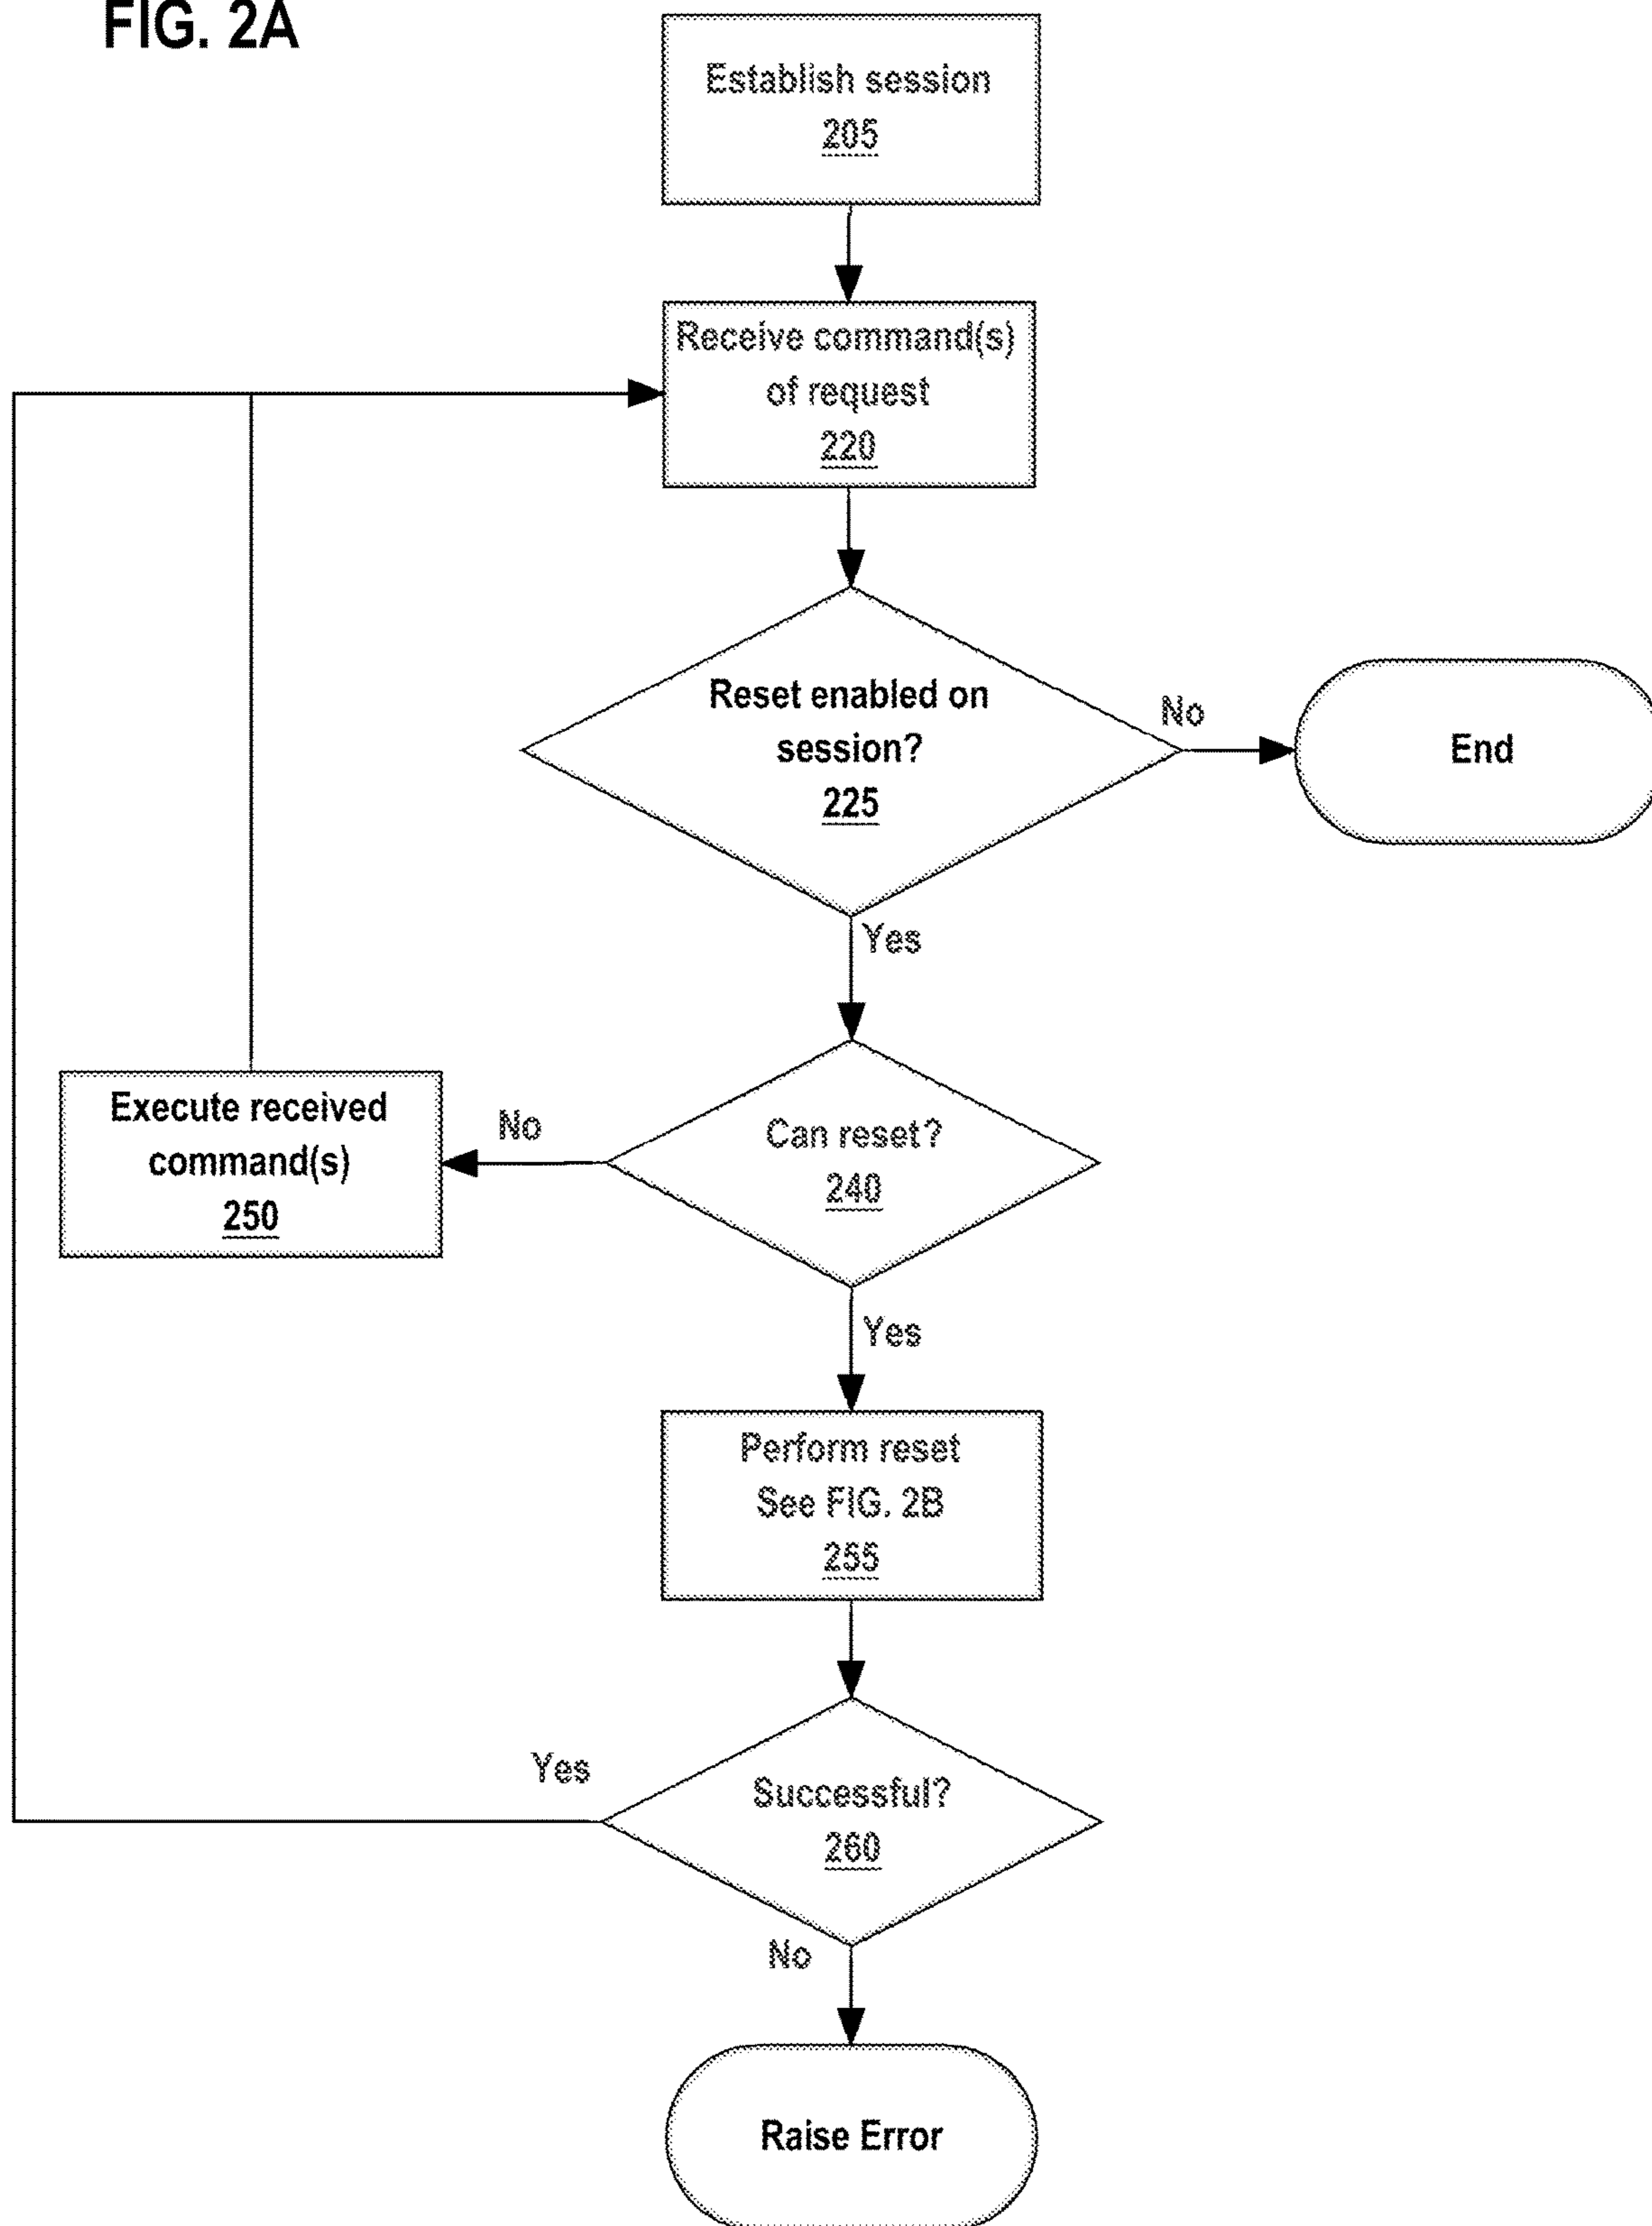 FIG. 2A
Establish session
205
Receive command(s)
of request
220
Reset enabled on
session?
225
No
End
Yes
Execute received
command(s)
250
No
Can reset?
240
Yes
Perform reset
See FIG. 2B
255
Yes
Successful?
260
No
Raise Error